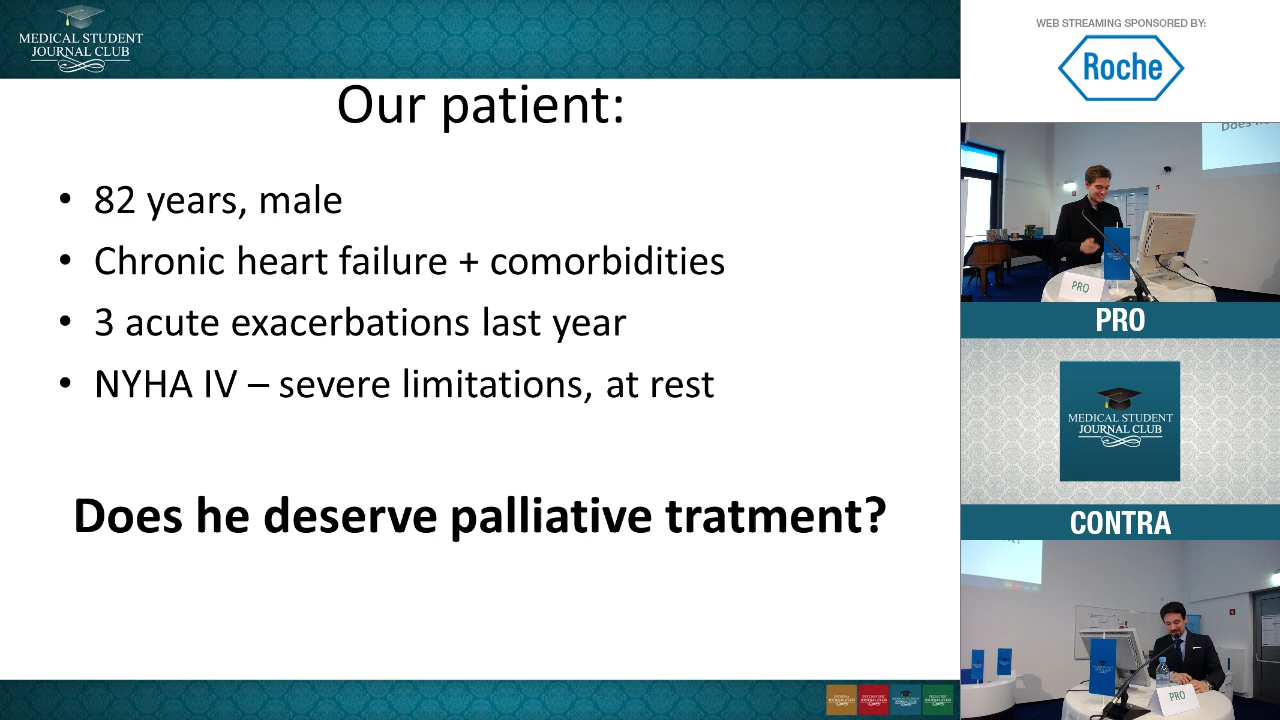 MEDICAL STUDENT
JOURNAL CLUB
Our patient:
• 82 years, male
• Chronic heart failure + comorbidities
• 3 acute exacerbations last year
• NYHA IV – severe limitations, at rest
Does he deserve palliative tratment?
WEB STREAMING SPONSORED BY:
Roche
PRO
PRO
MEDICAL STUDENT
JOURNAL CLUB
CONTRA
PRO